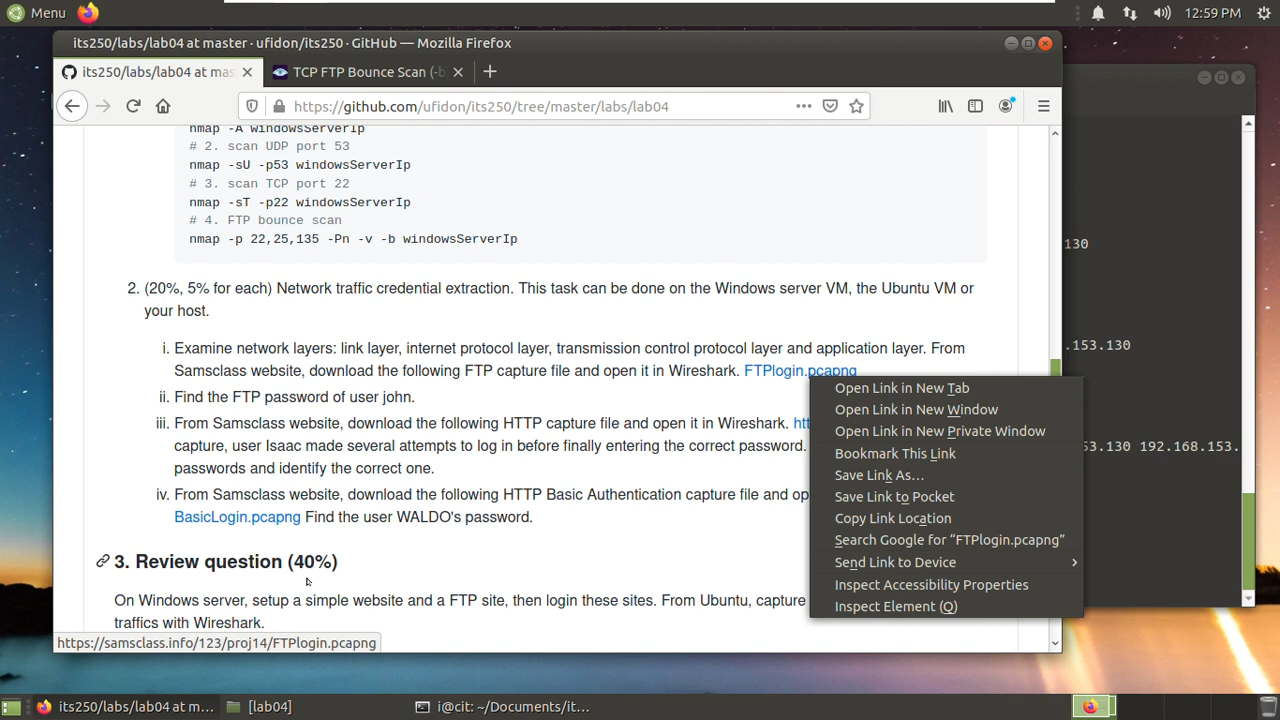 Menu
12:59 PM
its250/labs/lab04 at master · ufidon/its250 · GitHub — Mozilla Firefox
its250/labs/lab04 at mas
TCP FTP Bounce Scan (-b
https://github.com/ufidon/its250/tree/master/labs/lab04
nmap -A windowsServerIp
# 2. scan UDP port 53
nmap -sU -p53 windowsServerIp
# 3. scan TCP port 22
nmap -sT -p22 windowsServerIp
# 4. FTP bounce scan
nmap -p 22,25,135 -Pn -v -b windowsServerIp
130
.153.130
53.130 192.168.153.
2. (20%, 5% for each) Network traffic credential extraction. This task can be done on the Windows server VM, the Ubuntu VM or
your host.
i. Examine network layers: link layer, internet protocol layer, transmission control protocol layer and application layer. From
Samsclass website, download the following FTP capture file and open it in Wireshark. FTPlogin.pcapng
ii. Find the FTP password of user john.
iii. From Samsclass website, download the following HTTP capture file and open it in Wireshark. htt
capture, user Isaac made several attempts to log in before finally entering the correct password.
passwords and identify the correct one.
iv. From Samsclass website, download the following HTTP Basic Authentication capture file and op
BasicLogin.pcapng Find the user WALDO's password.
3. Review question (40%)
On Windows server, setup a simple website and a FTP site, then login these sites. From Ubuntu, capture
traffics with Wireshark.
Open Link in New Tab
Open Link in New Window
Open Link in New Private Window
Bookmark This Link
Save Link As…
Save Link to Pocket
Copy Link Location
Search Google for “FTPlogin.pcapng”
Send Link to Device
Inspect Accessibility Properties
Inspect Element (Q)
https://samsclass.info/123/proj14/FTPlogin.pcapng
its250/labs/lab04 at m...
[lab04]
i@cit: ~/Documents/it...